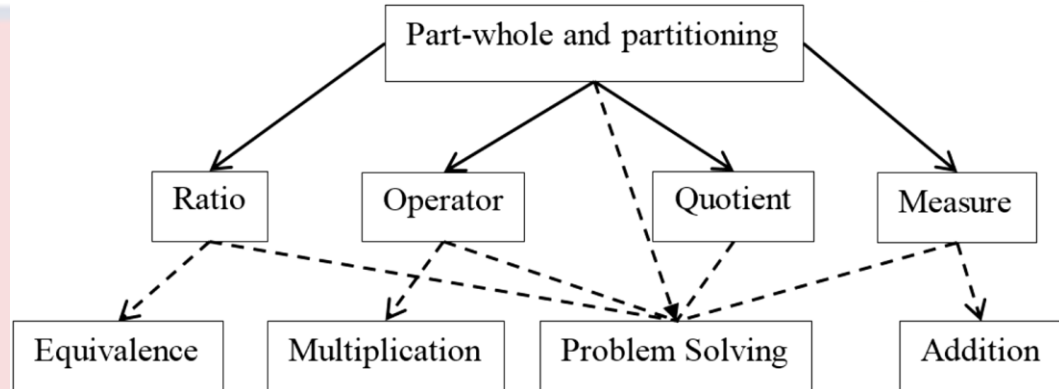 Part-whole and partitioning
Ratio
Operator
Quotient
Measure
Equivalence
Multiplication
Problem Solving
Addition